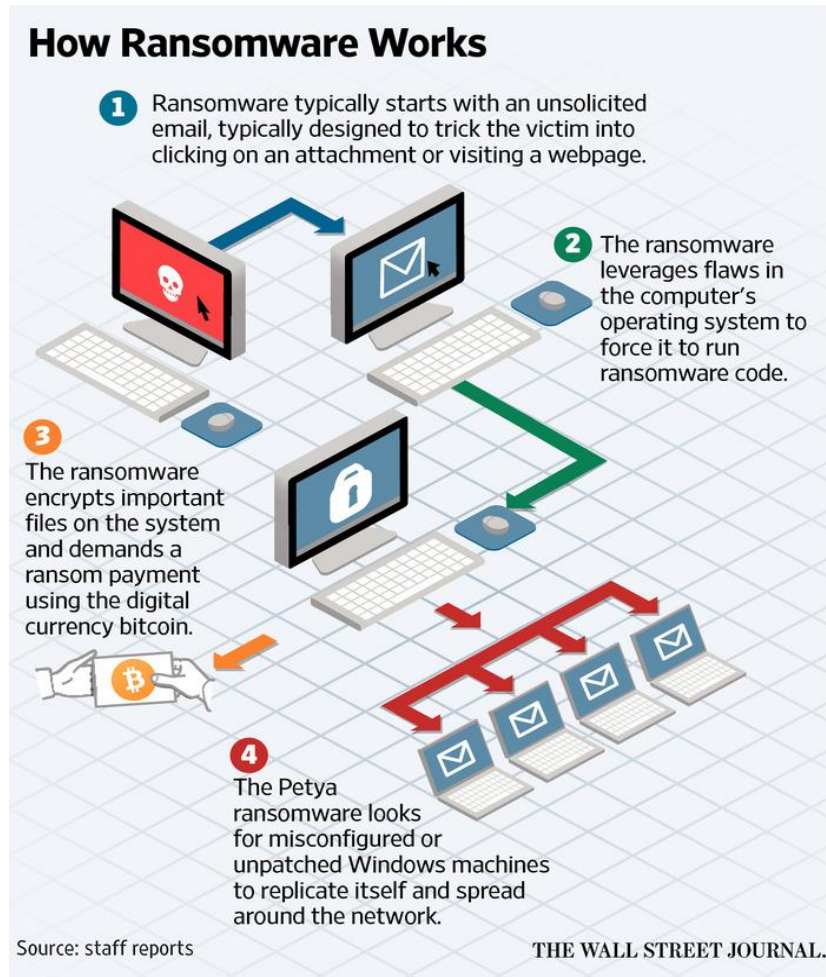 How Ransomware Works
1
Ransomware typically starts with an unsolicited
email, typically designed to trick the victim into
clicking on an attachment or visiting a webpage.
2
The ransomware
leverages flaws in
the computer's
operating system to
force it to run
ransomware code.
3
The ransomware
encrypts important
files on the system
and demands a
ransom payment
using the digital
currency bitcoin.
4
The Petya
ransomware looks
for misconfigured or
unpatched Windows machines
to replicate itself and spread
around the network.
Source: staff reports
THE WALL STREET JOURNAL.